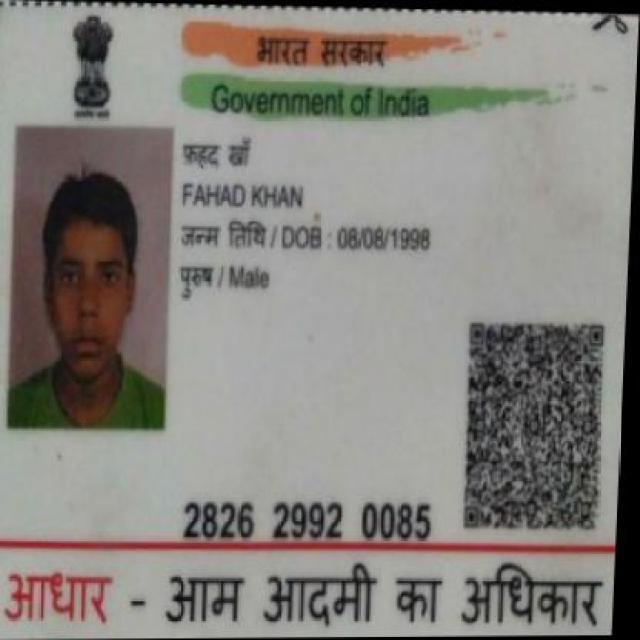 भारत सरकार
Government of India
फ़हद खाँ
FAHAD KHAN
जन्म तिथि / DOB : 08/08/1998
पुरुष / Male
2826 2992 0085
आधार - आम आदमी का अधिकार